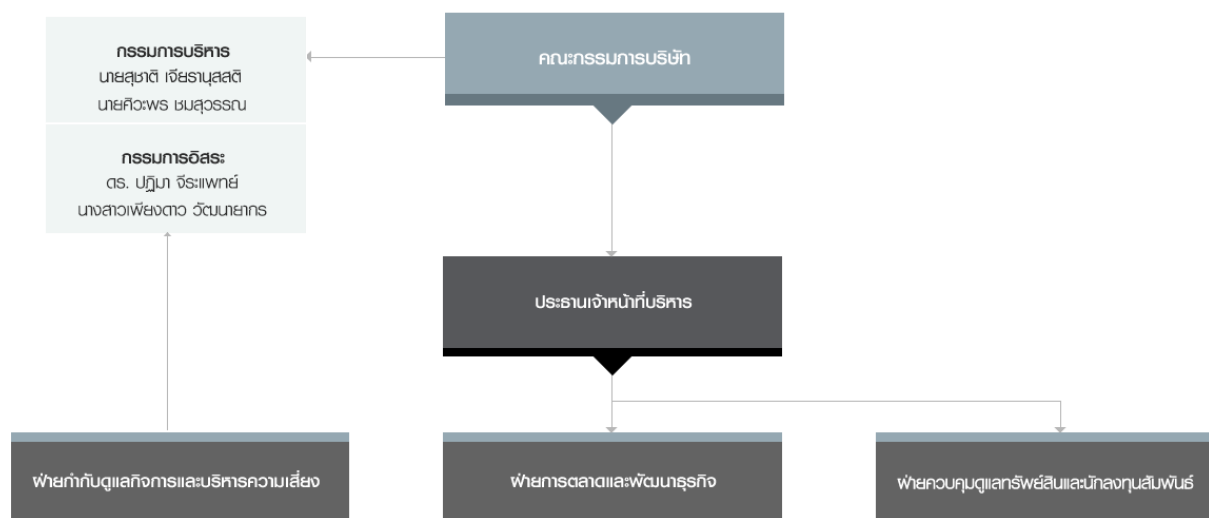 กรรมการบริหาร
นายสุชาติ เจียรานุสสติ
นายศิวะพร ชมสุวรรณ
คณะกรรมการบริษัท
กรรมการอิสระ
ดร. ปฏิมา จีระแพทย์
นางสาวเพียงดาว วัฒนายากร
ประธานเจ้าหน้าที่บริหาร
ฝ่ายกำกับดูแลกิจการและบริหารความเสี่ยง
ฝ่ายการตลาดและพัฒนาธุรกิจ
ฝ่ายควบคุมดูแลทรัพย์สินและนักลงทุนสัมพันธ์